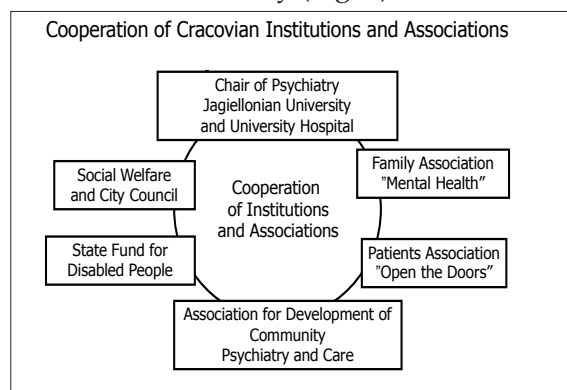 Cooperation of Cracovian Institutions and Associations
Chair of Psychiatry
Jagiellonian University
and University Hospital
Family Association
"Mental Health”
Social Welfare
and City Council
Cooperation
of Institutions
and Associations
State Fund for
Disabled People
Patients Association
"Open the Doors”
Association for Development of
Community
Psychiatry and Care